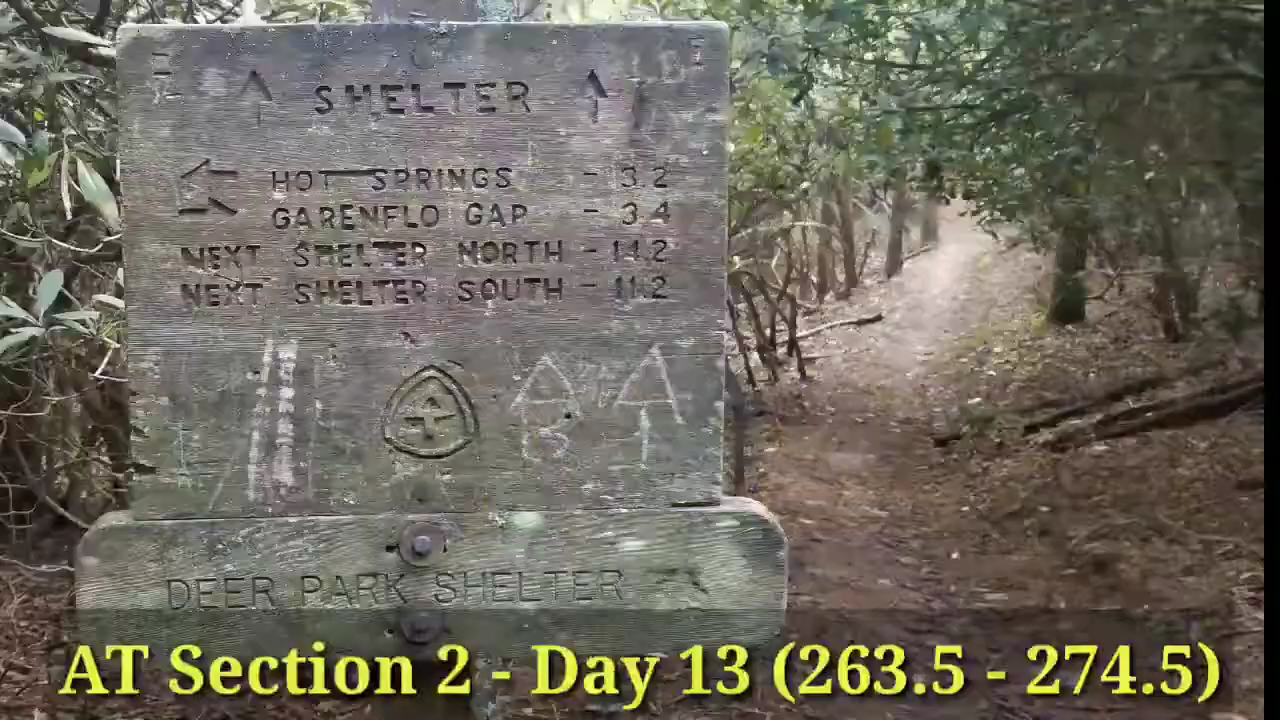 SHELTER
HOT SPRINGS - 3.2
GARENFLO GAP - 3.4
NEXT SHELTER NORTH - 14.2
NEXT SHELTER SOUTH - 11.2
DEER PARK SHELTER
AT Section 2 - Day 13 (263.5 - 274.5)